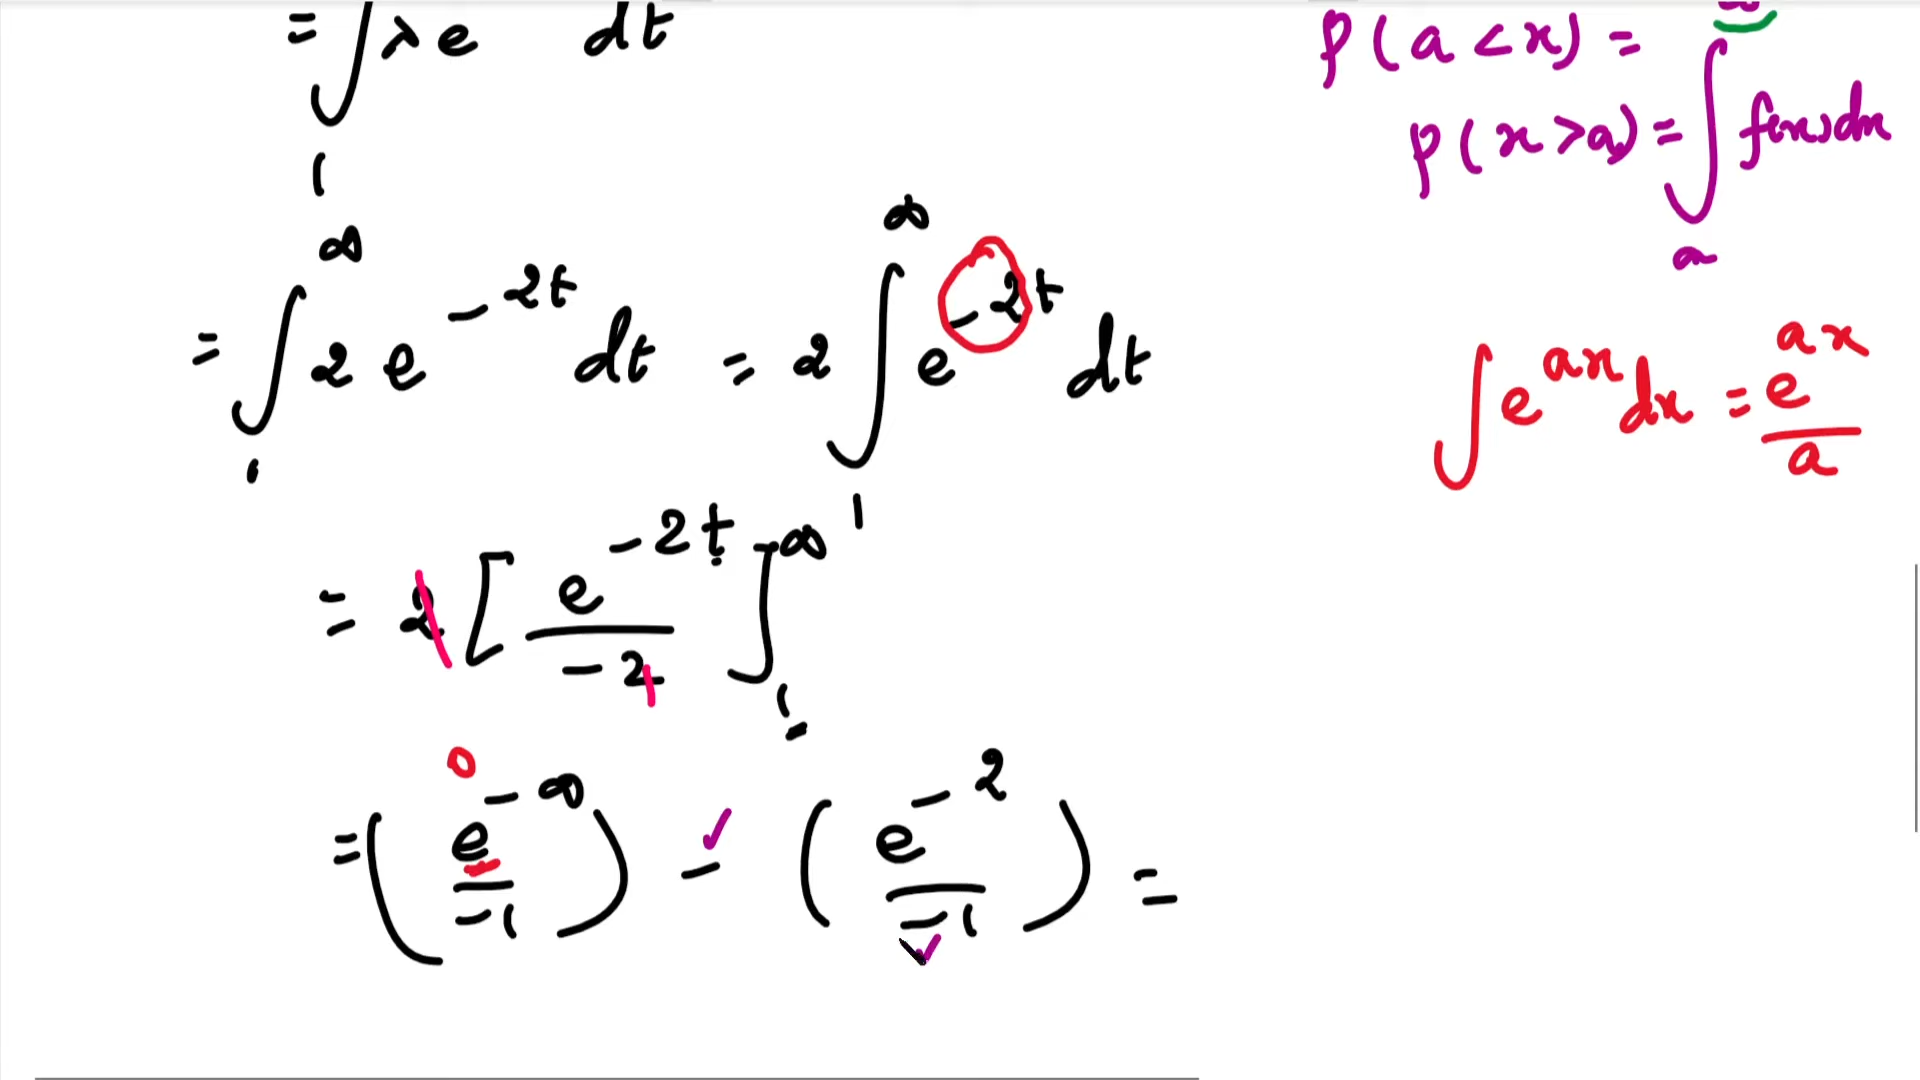 = ∫ λ e dt
1
P(a < x) =
P(x > a) = ∫ f(x) dx
a
= ∫₁^∞ 2 e^{-2t} dt = 2 ∫₁^∞ e^{-2t} dt
∫ e^{ax} dx = e^{ax} / a
= 2 [ e^{-2t} / -2 ]₁^∞
0
= ( e^{-∞} / -1 ) - ( e^{-2} / -1 ) =